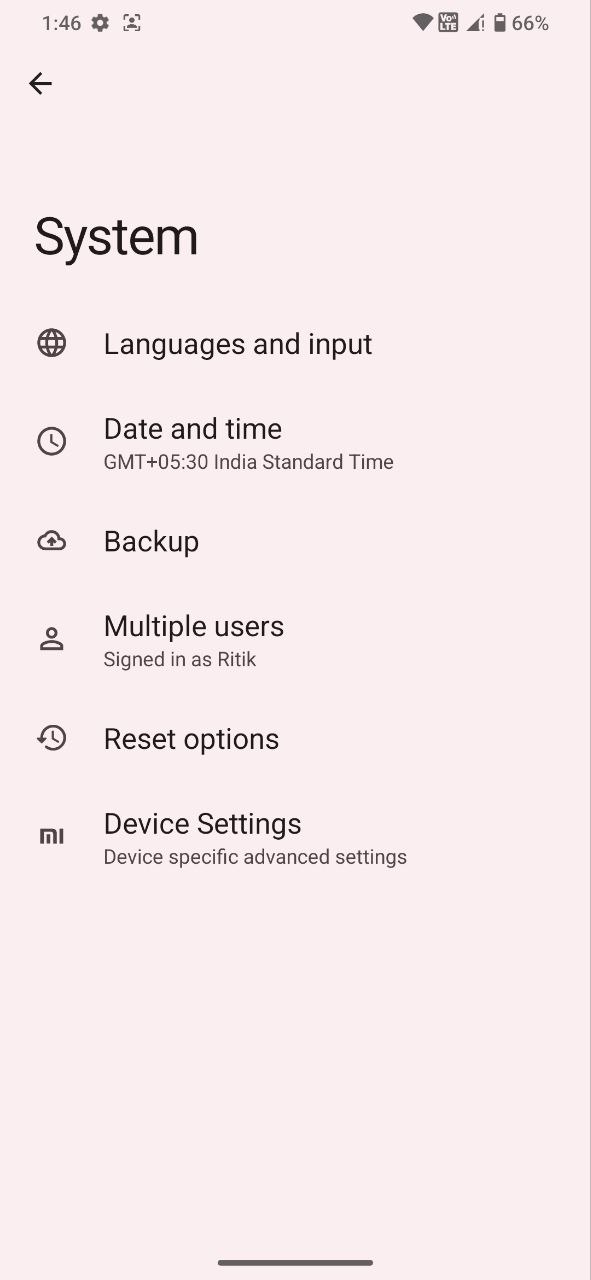 1:46 Vo LTE 66%
System
Languages and input
Date and time
GMT+05:30 India Standard Time
Backup
Multiple users
Signed in as Ritik
Reset options
mi Device Settings
Device specific advanced settings